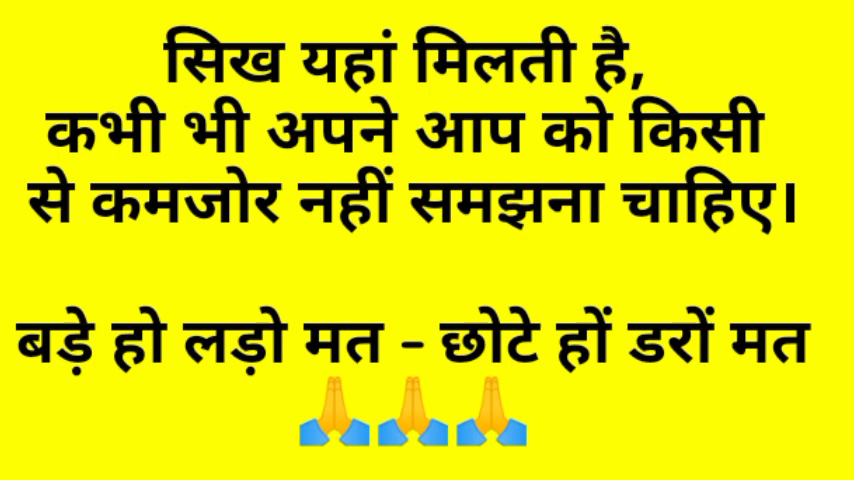 सिख यहां मिलती है,
कभी भी अपने आप को किसी
से कमजोर नहीं समझना चाहिए।
बड़े हो लड़ो मत - छोटे हों डरों मत
🙏🙏🙏